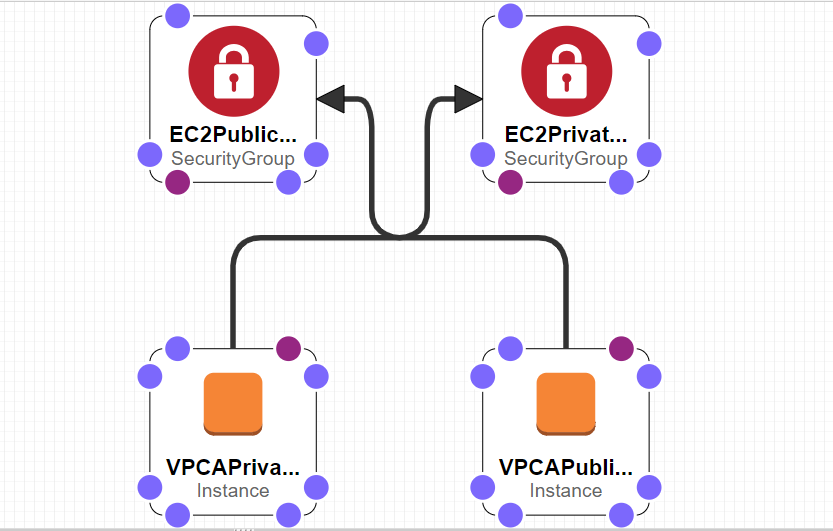 EC2Public...
SecurityGroup
EC2Privat...
SecurityGroup
VPCAPriva...
Instance
VPCAPubli...
Instance